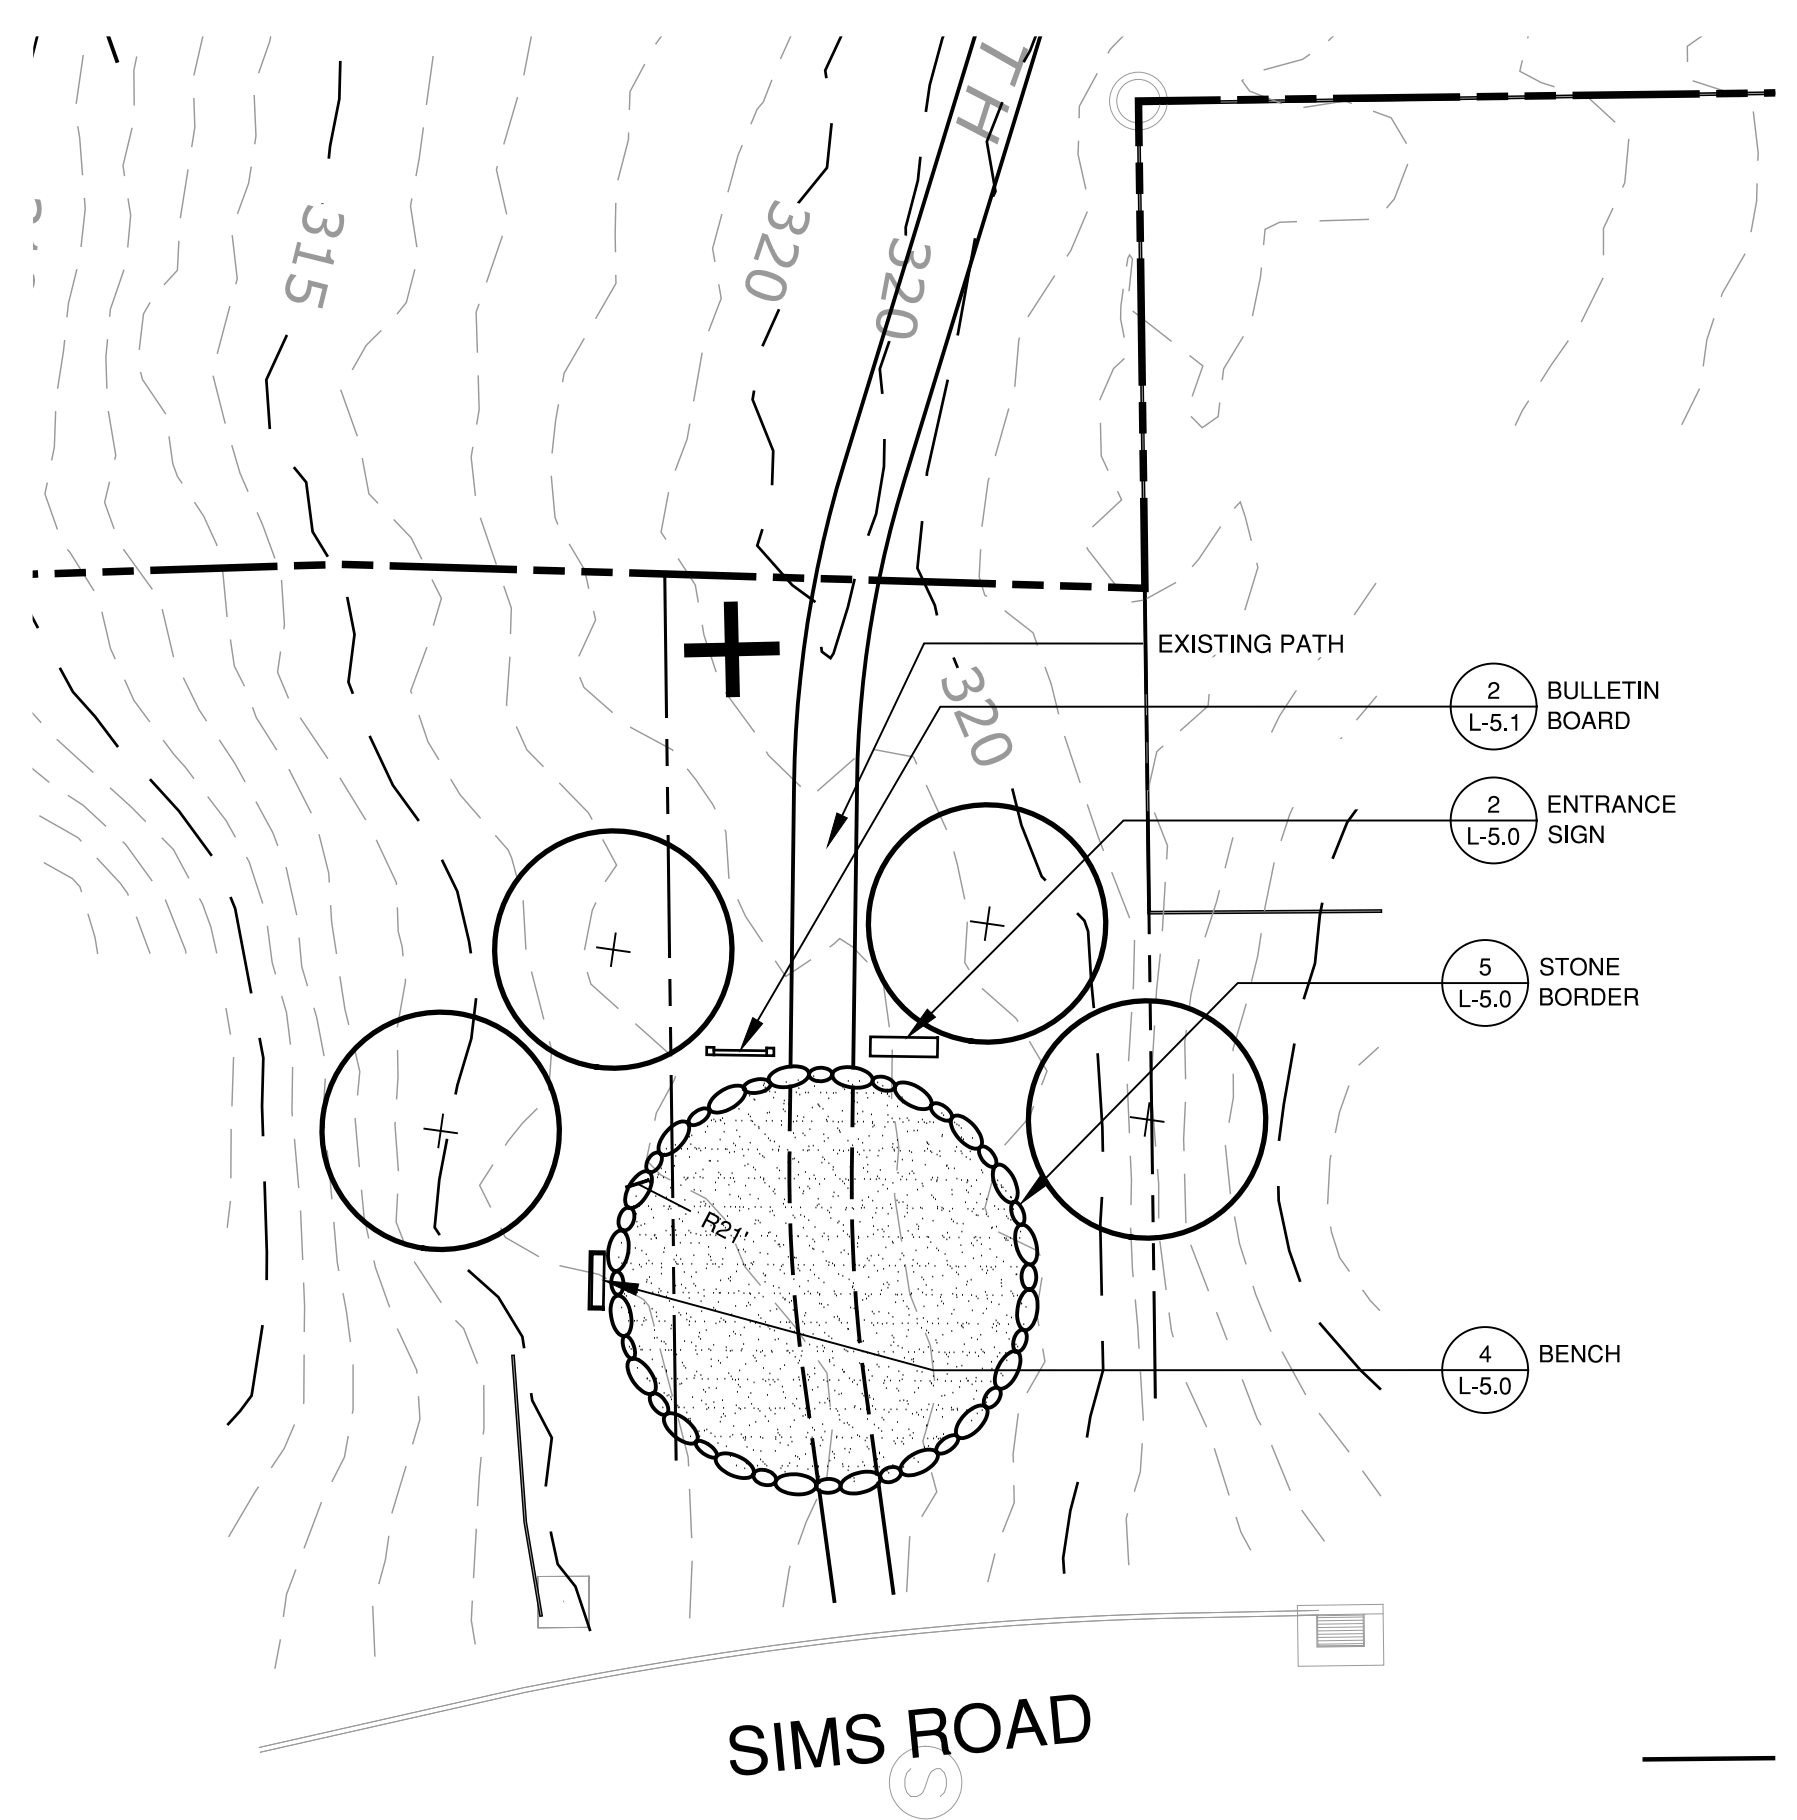 TH
315
320
320
EXISTING PATH
320
2
L-5.1
BULLETIN
BOARD
2
L-5.0
ENTRANCE
SIGN
5
L-5.0
STONE
BORDER
R21'
4
L-5.0
BENCH
SIMS ROAD
S